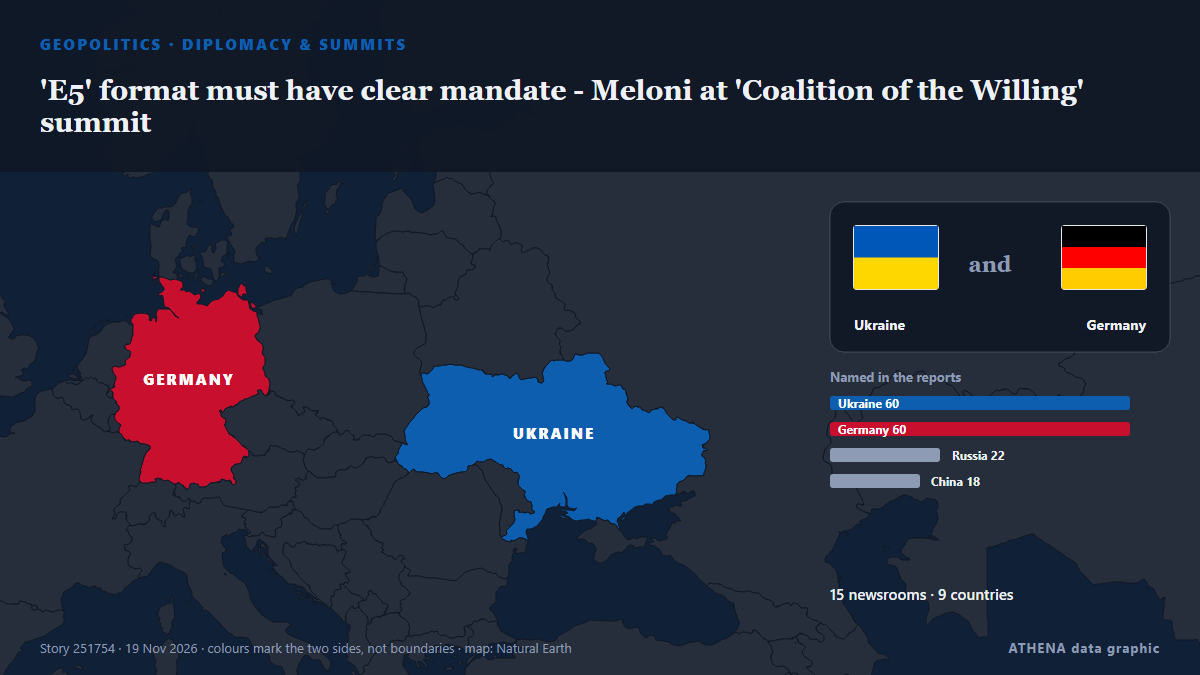 GEOPOLITICS · DIPLOMACY & SUMMITS
'E5' format must have clear mandate - Meloni at 'Coalition of the Willing'
summit
and
Ukraine
Germany
GERMANY
UKRAINE
Named in the reports
Ukraine 60
Germany 60
Russia 22
China 18
15 newsrooms · 9 countries
Story 251754 · 19 Nov 2026 · colours mark the two sides, not boundaries · map: Natural Earth
ATHENA data graphic